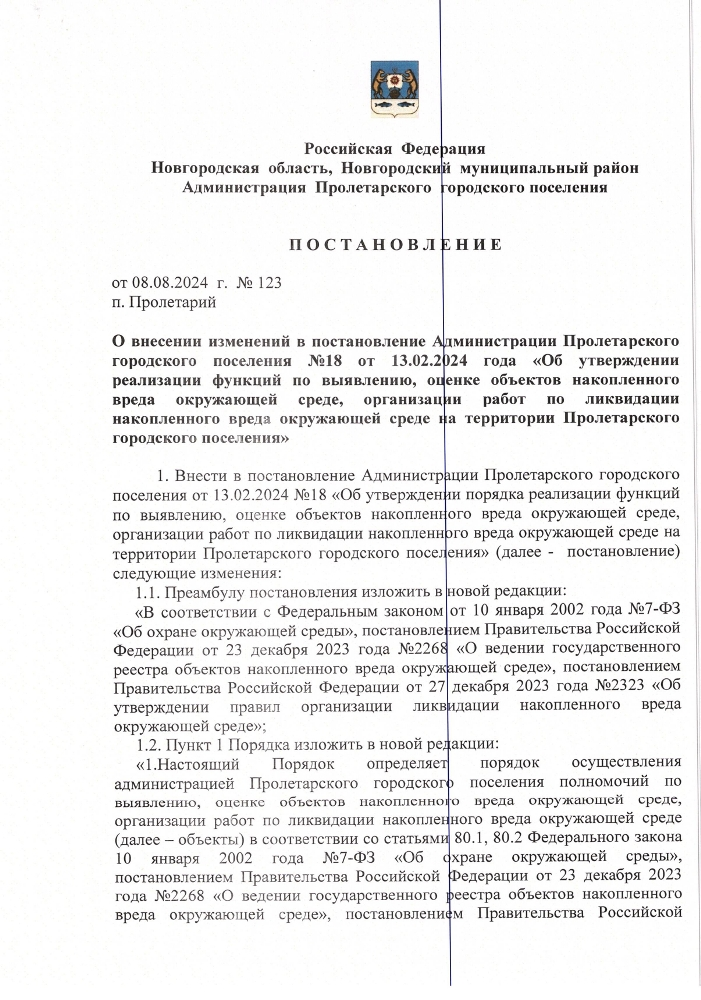 Российская Федерация
Новгородская область, Новгородский муниципальный район
Администрация Пролетарского городского поселения
П О С Т А Н О В Л Е Н И Е
от 08.08.2024 г. № 123
п. Пролетарий
О внесении изменений в постановление Администрации Пролетарского
городского поселения №18 от 13.02.2024 года «Об утверждении
реализации функций по выявлению, оценке объектов накопленного
вреда окружающей среде, организации работ по ликвидации
накопленного вреда окружающей среде на территории Пролетарского
городского поселения»
1. Внести в постановление Администрации Пролетарского городского
поселения от 13.02.2024 №18 «Об утверждении порядка реализации функций
по выявлению, оценке объектов накопленного вреда окружающей среде,
организации работ по ликвидации накопленного вреда окружающей среде на
территории Пролетарского городского поселения» (далее - постановление)
следующие изменения:
1.1. Преамбулу постановления изложить в новой редакции:
«В соответствии с Федеральным законом от 10 января 2002 года №7-ФЗ
«Об охране окружающей среды», постановлением Правительства Российской
Федерации от 23 декабря 2023 года №2268 «О ведении государственного
реестра объектов накопленного вреда окружающей среде», постановлением
Правительства Российской Федерации от 27 декабря 2023 года №2323 «Об
утверждении правил организации ликвидации накопленного вреда
окружающей среде»;
1.2. Пункт 1 Порядка изложить в новой редакции:
«1.Настоящий Порядок определяет порядок осуществления
администрацией Пролетарского городского поселения полномочий по
выявлению, оценке объектов накопленного вреда окружающей среде,
организации работ по ликвидации накопленного вреда окружающей среде
(далее – объекты) в соответствии со статьями 80.1, 80.2 Федерального закона
10 января 2002 года №7-ФЗ «Об охране окружающей среды»,
постановлением Правительства Российской Федерации от 23 декабря 2023
года №2268 «О ведении государственного реестра объектов накопленного
вреда окружающей среде», постановлением Правительства Российской